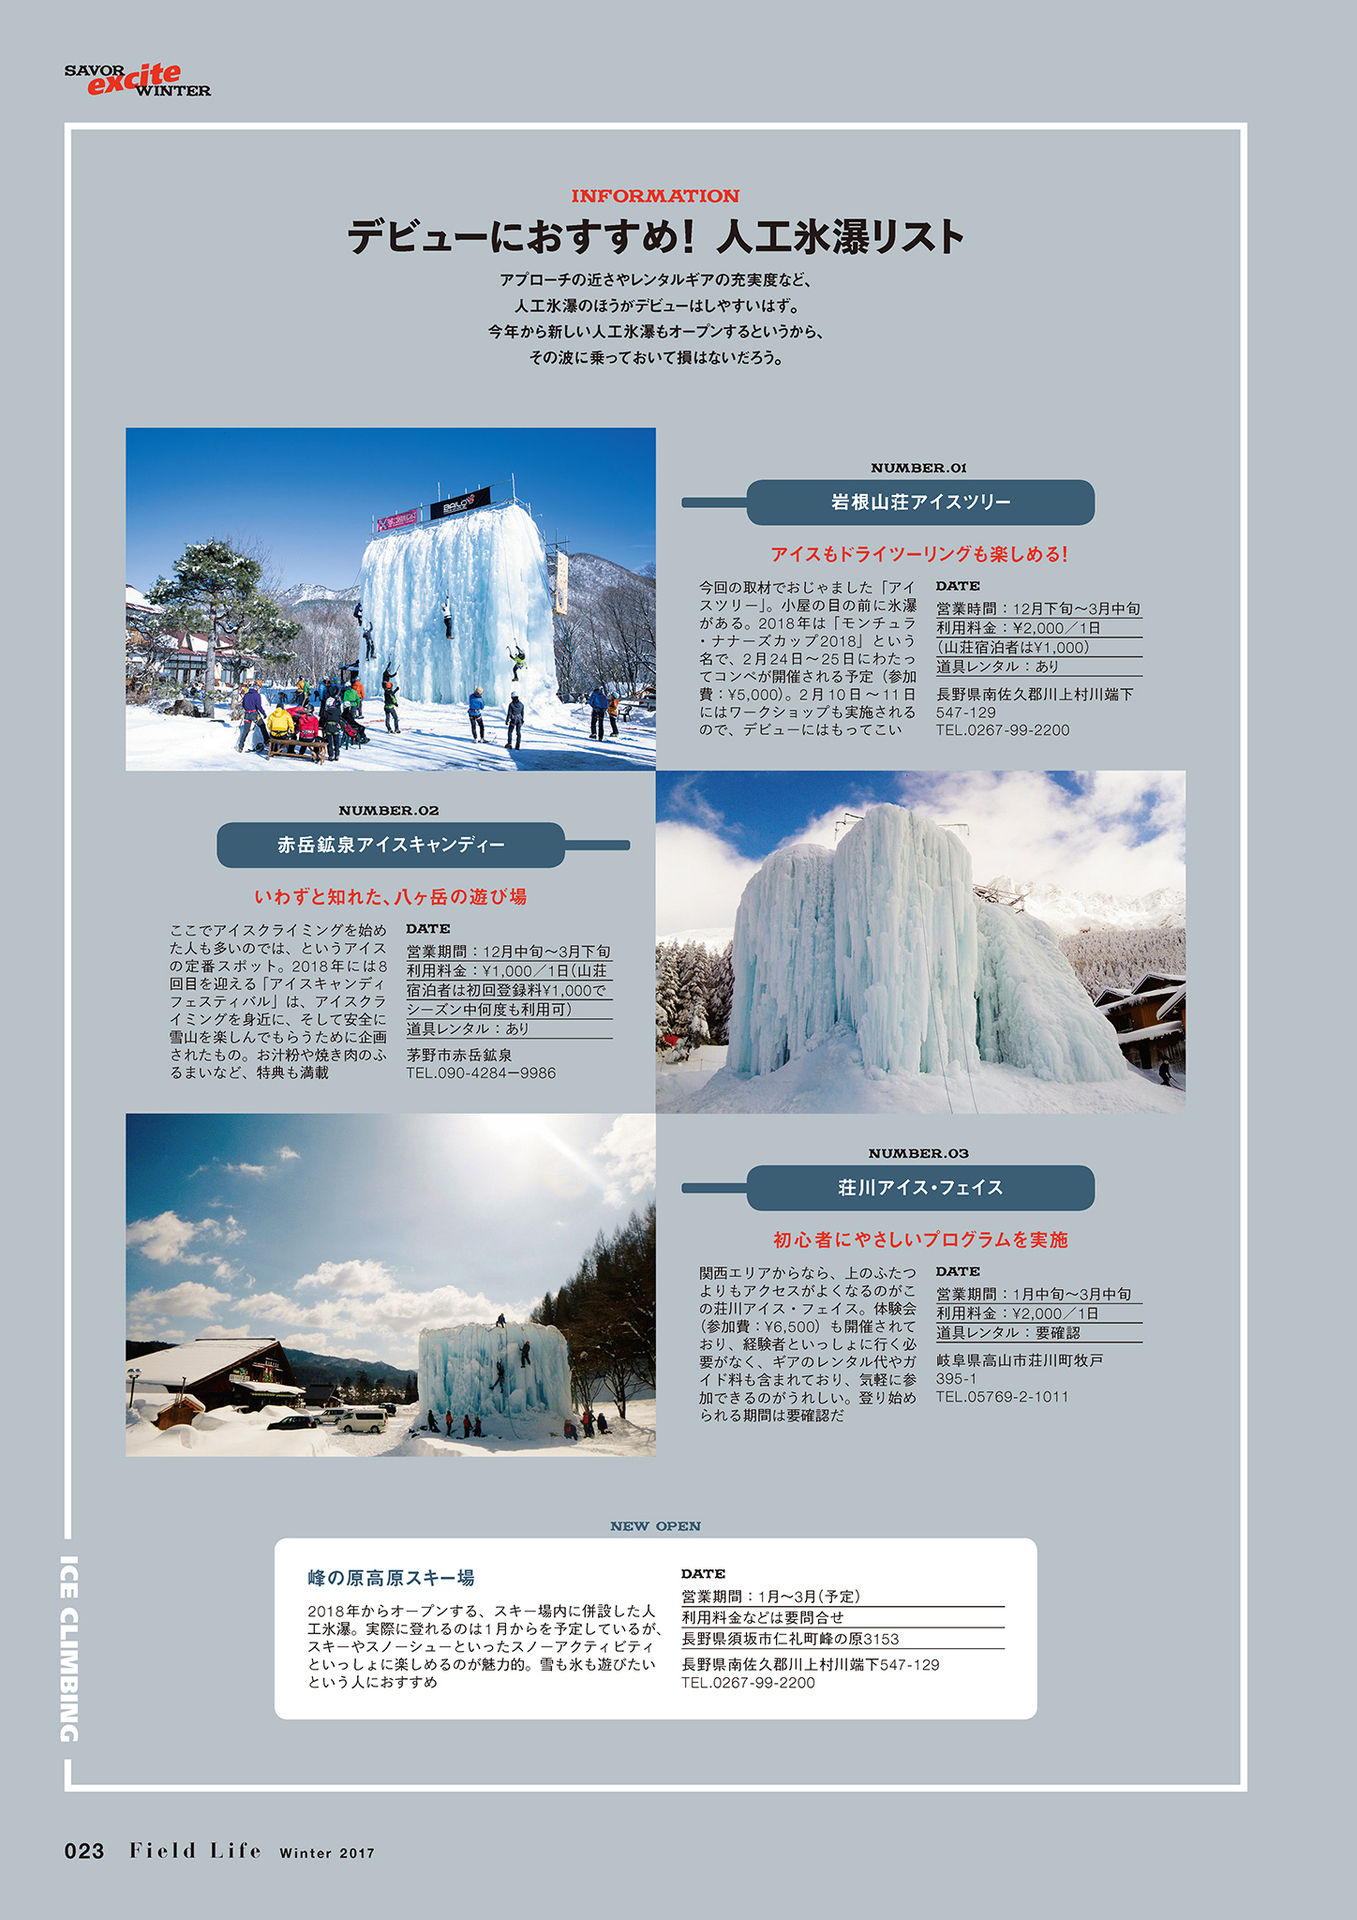 SAVOR
excite
WINTER
INFORMATION
デビューにおすすめ！ 人工氷瀑リスト
アプローチの近さやレンタルギアの充実度など、
人工氷瀑のほうがデビューはしやすいはず。
今年から新しい人工氷瀑もオープンするというから、
その波に乗っておいて損はないだろう。
BAILO
NUMBER.01
岩根山荘アイスツリー
アイスもドライツーリングも楽しめる！
今回の取材でおじゃました「アイ
スツリー」。小屋の目の前に氷瀑
がある。2018年は「モンチュラ
・ナナーズカップ2018」という
名で、2月24日～25日にわたっ
てコンペが開催される予定（参加
費：¥5,000）。2月10日～11日
にはワークショップも実施される
ので、デビューにはもってこい
DATE
営業時間：12月下旬～3月中旬
利用料金：¥2,000／1日
（山荘宿泊者は¥1,000）
道具レンタル：あり
長野県南佐久郡川上村川端下
547-129
TEL.0267-99-2200
NUMBER.02
赤岳鉱泉アイスキャンディー
いわずと知れた、八ヶ岳の遊び場
ここでアイスクライミングを始め
た人も多いのでは、というアイス
の定番スポット。2018年には8
回目を迎える「アイスキャンディ
フェスティバル」は、アイスクラ
イミングを身近に、そして安全に
雪山を楽しんでもらうために企画
されたもの。お汁粉や焼き肉のふ
るまいなど、特典も満載
DATE
営業期間：12月中旬～3月下旬
利用料金：¥1,000／1日（山荘
宿泊者は初回登録料¥1,000で
シーズン中何度も利用可）
道具レンタル：あり
茅野市赤岳鉱泉
TEL.090-4284ー9986
NUMBER.03
荘川アイス・フェイス
初心者にやさしいプログラムを実施
関西エリアからなら、上のふたつ
よりもアクセスがよくなるのがこ
の荘川アイス・フェイス。体験会
（参加費：¥6,500）も開催されて
おり、経験者といっしょに行く必
要がなく、ギアのレンタル代やガ
イド料も含まれており、気軽に参
加できるのがうれしい。登り始め
られる期間は要確認だ
DATE
営業期間：1月中旬～3月中旬
利用料金：¥2,000／1日
道具レンタル：要確認
岐阜県高山市荘川町牧戸
395-1
TEL.05769-2-1011
NEW OPEN
峰の原高原スキー場
2018年からオープンする、スキー場内に併設した人
工氷瀑。実際に登れるのは1月からを予定しているが、
スキーやスノーシューといったスノーアクティビティ
といっしょに楽しめるのが魅力的。雪も氷も遊びたい
という人におすすめ
DATE
営業期間：1月～3月（予定）
利用料金などは要問合せ
長野県須坂市仁礼町峰の原3153
長野県南佐久郡川上村川端下547-129
TEL.0267-99-2200
ICE CLIMBING
023 Field Life Winter 2017